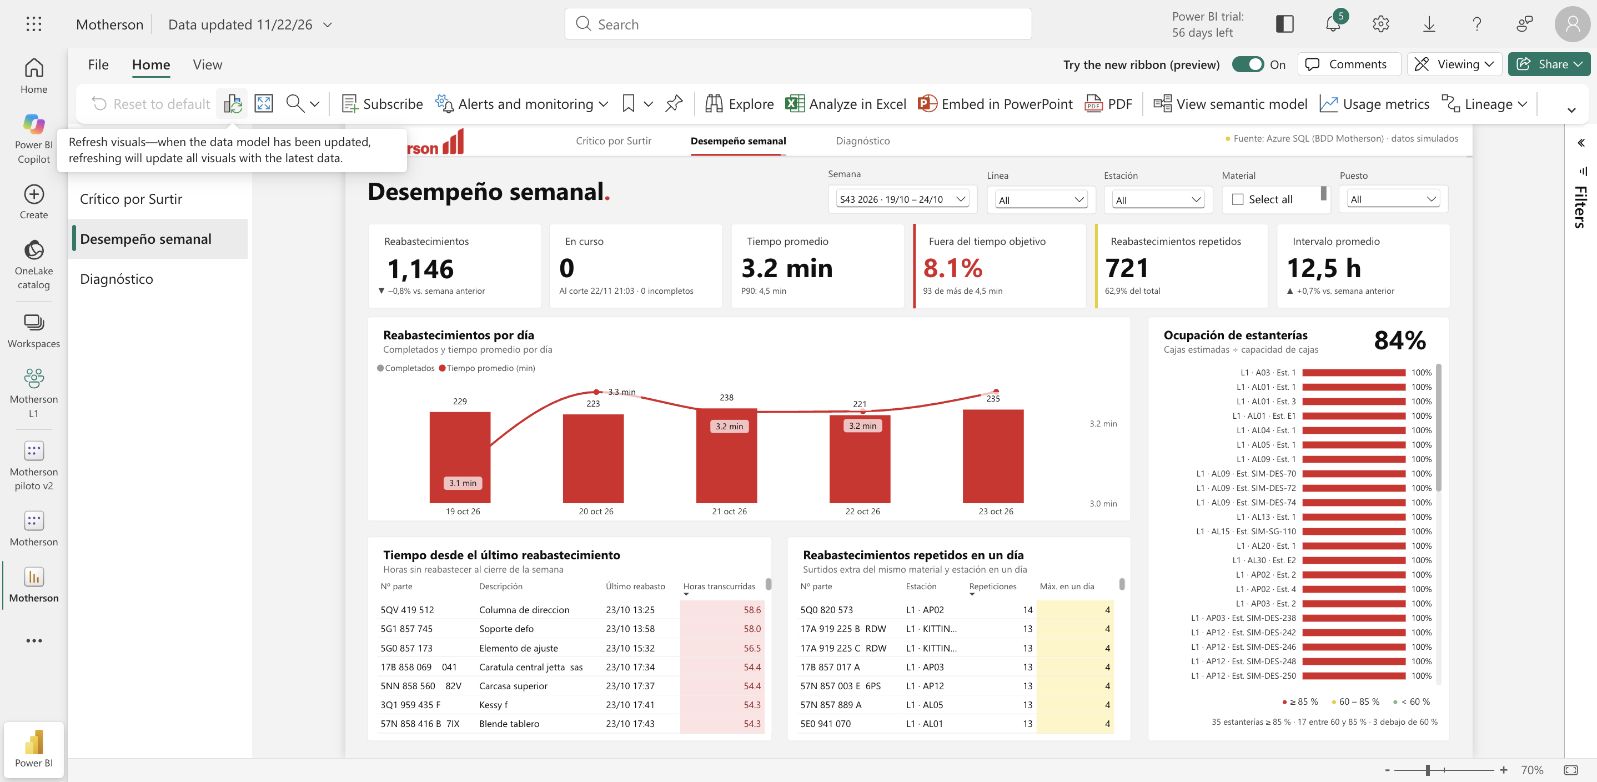 Motherson
Data updated 11/22/26
Search
Power BI trial:
56 days left
5
File
Home
View
Try the new ribbon (preview)
On
Comments
Viewing
Share
Reset to default
Subscribe
Alerts and monitoring
Explore
Analyze in Excel
Embed in PowerPoint
PDF
View semantic model
Usage metrics
Lineage
Refresh visuals—when the data model has been updated,
refreshing will update all visuals with the latest data.
Home
Power BI
Copilot
Create
OneLake
catalog
Workspaces
Motherson
L1
Motherson
piloto v2
Motherson
Motherson
Power BI
Crítico por Surtir
Desempeño semanal
Diagnóstico
rson
Crítico por Surtir
Desempeño semanal
Diagnóstico
Fuente: Azure SQL (BDD Motherson) · datos simulados
Filters
Desempeño semanal.
Semana
S43 2026 · 19/10 – 24/10
Línea
All
Estación
All
Material
Select all
Puesto
All
Reabastecimientos
1,146
▼ −0,8% vs. semana anterior
En curso
0
Al corte 22/11 21:03 · 0 incompletos
Tiempo promedio
3.2 min
P90: 4,5 min
Fuera del tiempo objetivo
8.1%
93 de más de 4,5 min
Reabastecimientos repetidos
721
62,9% del total
Intervalo promedio
12,5 h
▲ +0,7% vs. semana anterior
Reabastecimientos por día
Completados y tiempo promedio por día
Completados
Tiempo promedio (min)
229
223
238
221
235
3.3 min
3.2 min
3.2 min
3.1 min
3.2 min
3.0 min
19 oct 26
20 oct 26
21 oct 26
22 oct 26
23 oct 26
Ocupación de estanterías
84%
Cajas estimadas ÷ capacidad de cajas
L1 · A03 · Est. 1 100%
L1 · AL01 · Est. 1 100%
L1 · AL01 · Est. 3 100%
L1 · AL01 · Est. E1 100%
L1 · AL04 · Est. 1 100%
L1 · AL05 · Est. 1 100%
L1 · AL09 · Est. 1 100%
L1 · AL09 · Est. SIM-DES-70 100%
L1 · AL09 · Est. SIM-DES-72 100%
L1 · AL09 · Est. SIM-DES-74 100%
L1 · AL13 · Est. 1 100%
L1 · AL15 · Est. SIM-SG-110 100%
L1 · AL20 · Est. 1 100%
L1 · AL30 · Est. E2 100%
L1 · AP02 · Est. 2 100%
L1 · AP02 · Est. 4 100%
L1 · AP03 · Est. 2 100%
L1 · AP03 · Est. SIM-DES-238 100%
L1 · AP12 · Est. SIM-DES-242 100%
L1 · AP12 · Est. SIM-DES-246 100%
L1 · AP12 · Est. SIM-DES-248 100%
L1 · AP12 · Est. SIM-DES-250 100%
≥ 85 %
60 – 85 %
< 60 %
35 estanterías ≥ 85 % · 17 entre 60 y 85 % · 3 debajo de 60 %
Tiempo desde el último reabastecimiento
Horas sin reabastecer al cierre de la semana
Nº parte Descripción Último reabasto Horas transcurridas
5QV 419 512 Columna de direccion 23/10 13:25 58.6
5G1 857 745 Soporte defo 23/10 13:58 58.0
5G0 857 173 Elemento de ajuste 23/10 15:32 56.5
17B 858 069 041 Caratula central jetta sas 23/10 17:34 54.4
5NN 858 560 82V Carcasa superior 23/10 17:37 54.4
3Q1 959 435 F Kessy f 23/10 17:41 54.3
57N 858 416 B 7IX Blende tablero 23/10 17:43 54.3
Reabastecimientos repetidos en un día
Surtidos extra del mismo material y estación en un día
Nº parte Estación Repeticiones Máx. en un día
5Q0 820 573 L1 · AP02 14 4
17A 919 225 B RDW L1 · KITTIN... 13 4
17A 919 225 C RDW L1 · KITTIN... 13 4
17B 857 017 A L1 · AP03 13 4
57N 857 003 E 6PS L1 · AP12 13 4
57N 857 889 A L1 · AL05 13 4
5E0 941 070 L1 · AL01 13 4
- + 70%